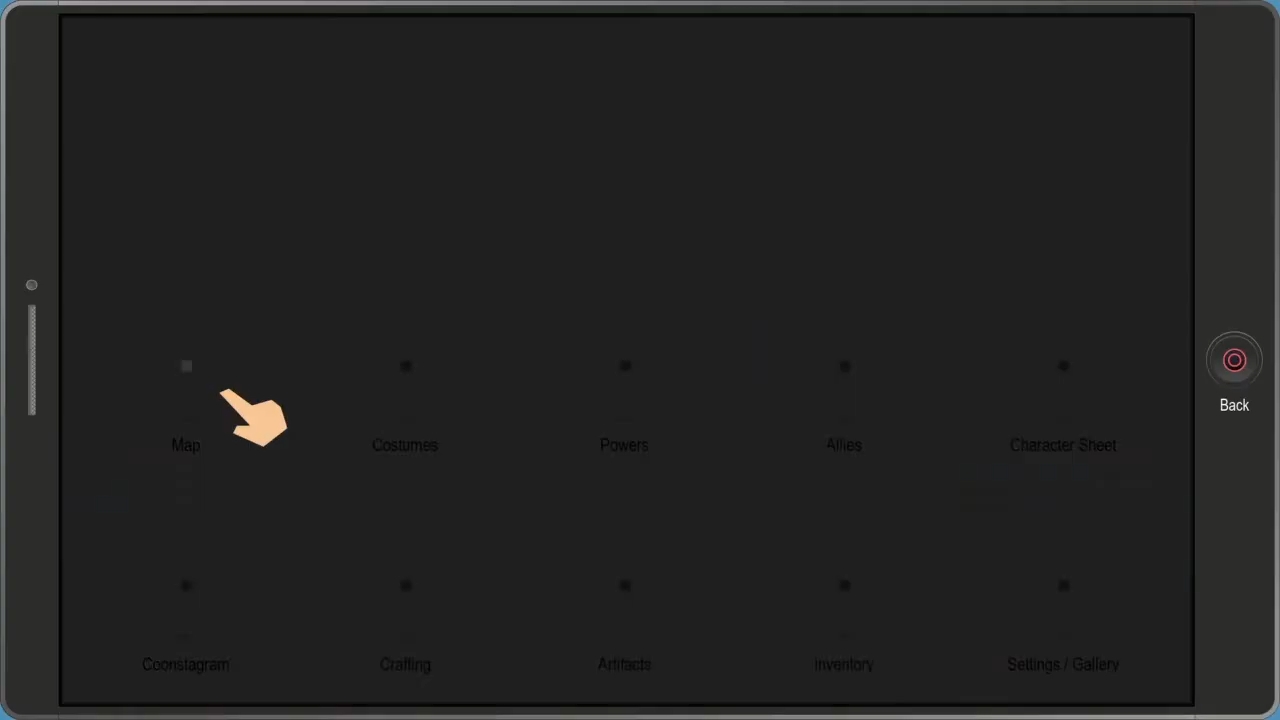 Back
Map Costumes Powers Allies Character Sheet
Coonstagram Crafting Artifacts Inventory Settings / Gallery